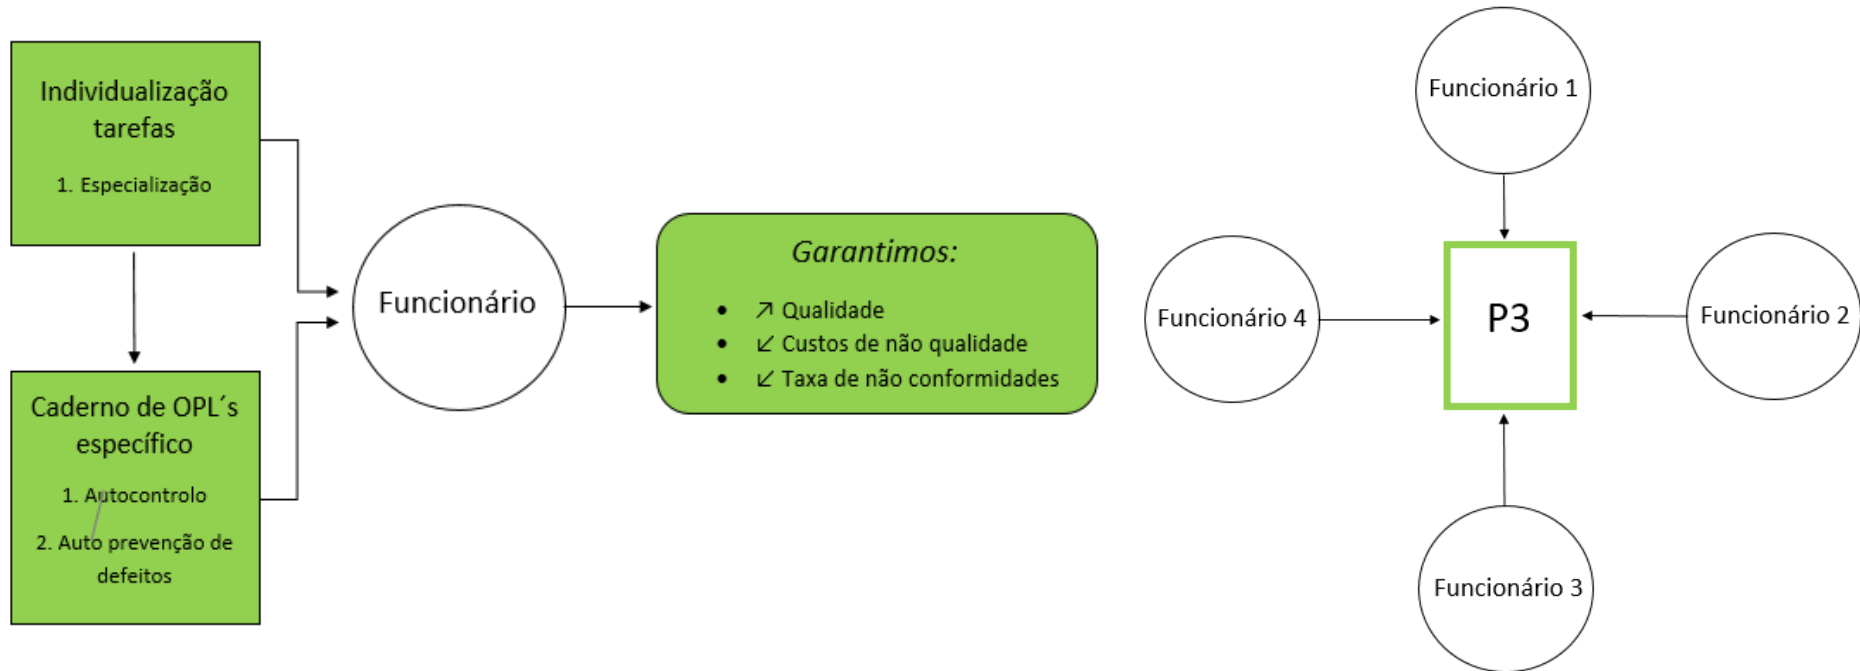 Individualização
tarefas
1. Especialização
Caderno de OPL´s
específico
1. Autocontrolo
2. Auto prevenção de
defeitos
Funcionário
Garantimos:
• ↗ Qualidade
• ↙ Custos de não qualidade
• ↙ Taxa de não conformidades
Funcionário 1
Funcionário 4
P3
Funcionário 2
Funcionário 3